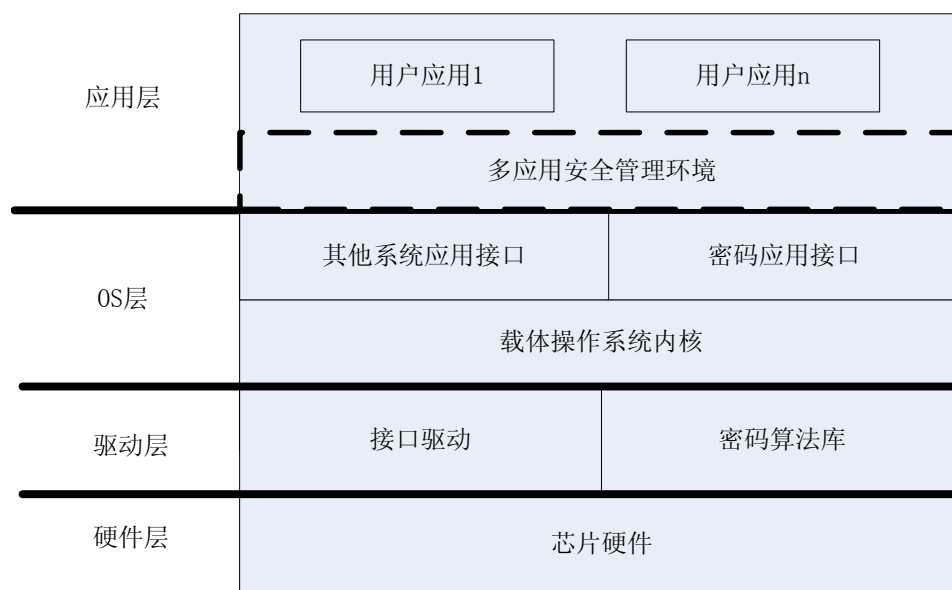 应用层
用户应用1
用户应用n
多应用安全管理环境
OS层
其他系统应用接口
密码应用接口
载体操作系统内核
驱动层
接口驱动
密码算法库
硬件层
芯片硬件